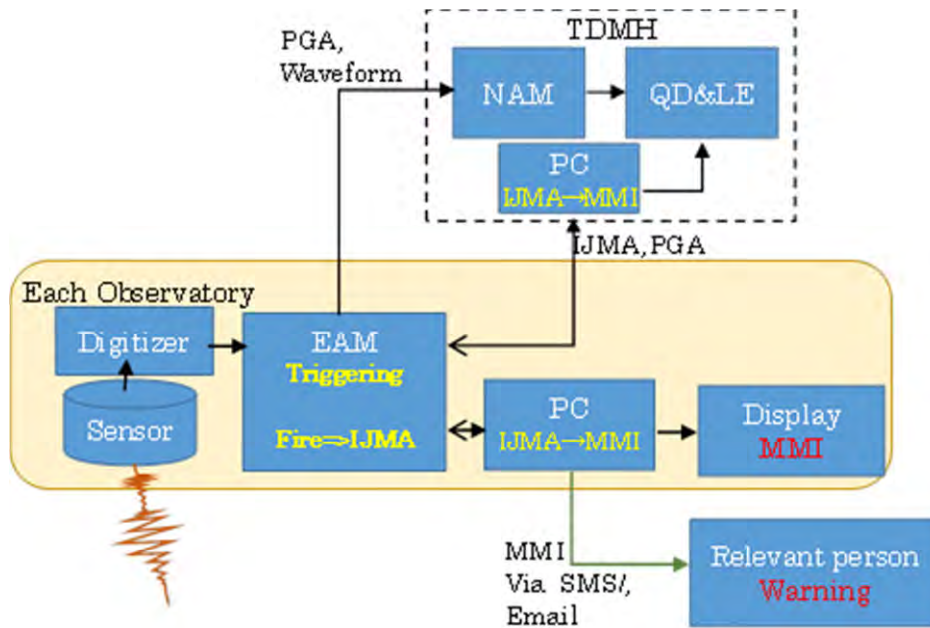 TDMH
PGA,
Waveform
NAM
QD&LE
PC
IJMA→MMI
IJMA,PGA
Each Observatory
Digitizer
Sensor
EAM
Triggering
Fire=>IJMA
PC
IJMA→MMI
Display
MMI
MMI
Via SMS/,
Email
Relevant person
Warning